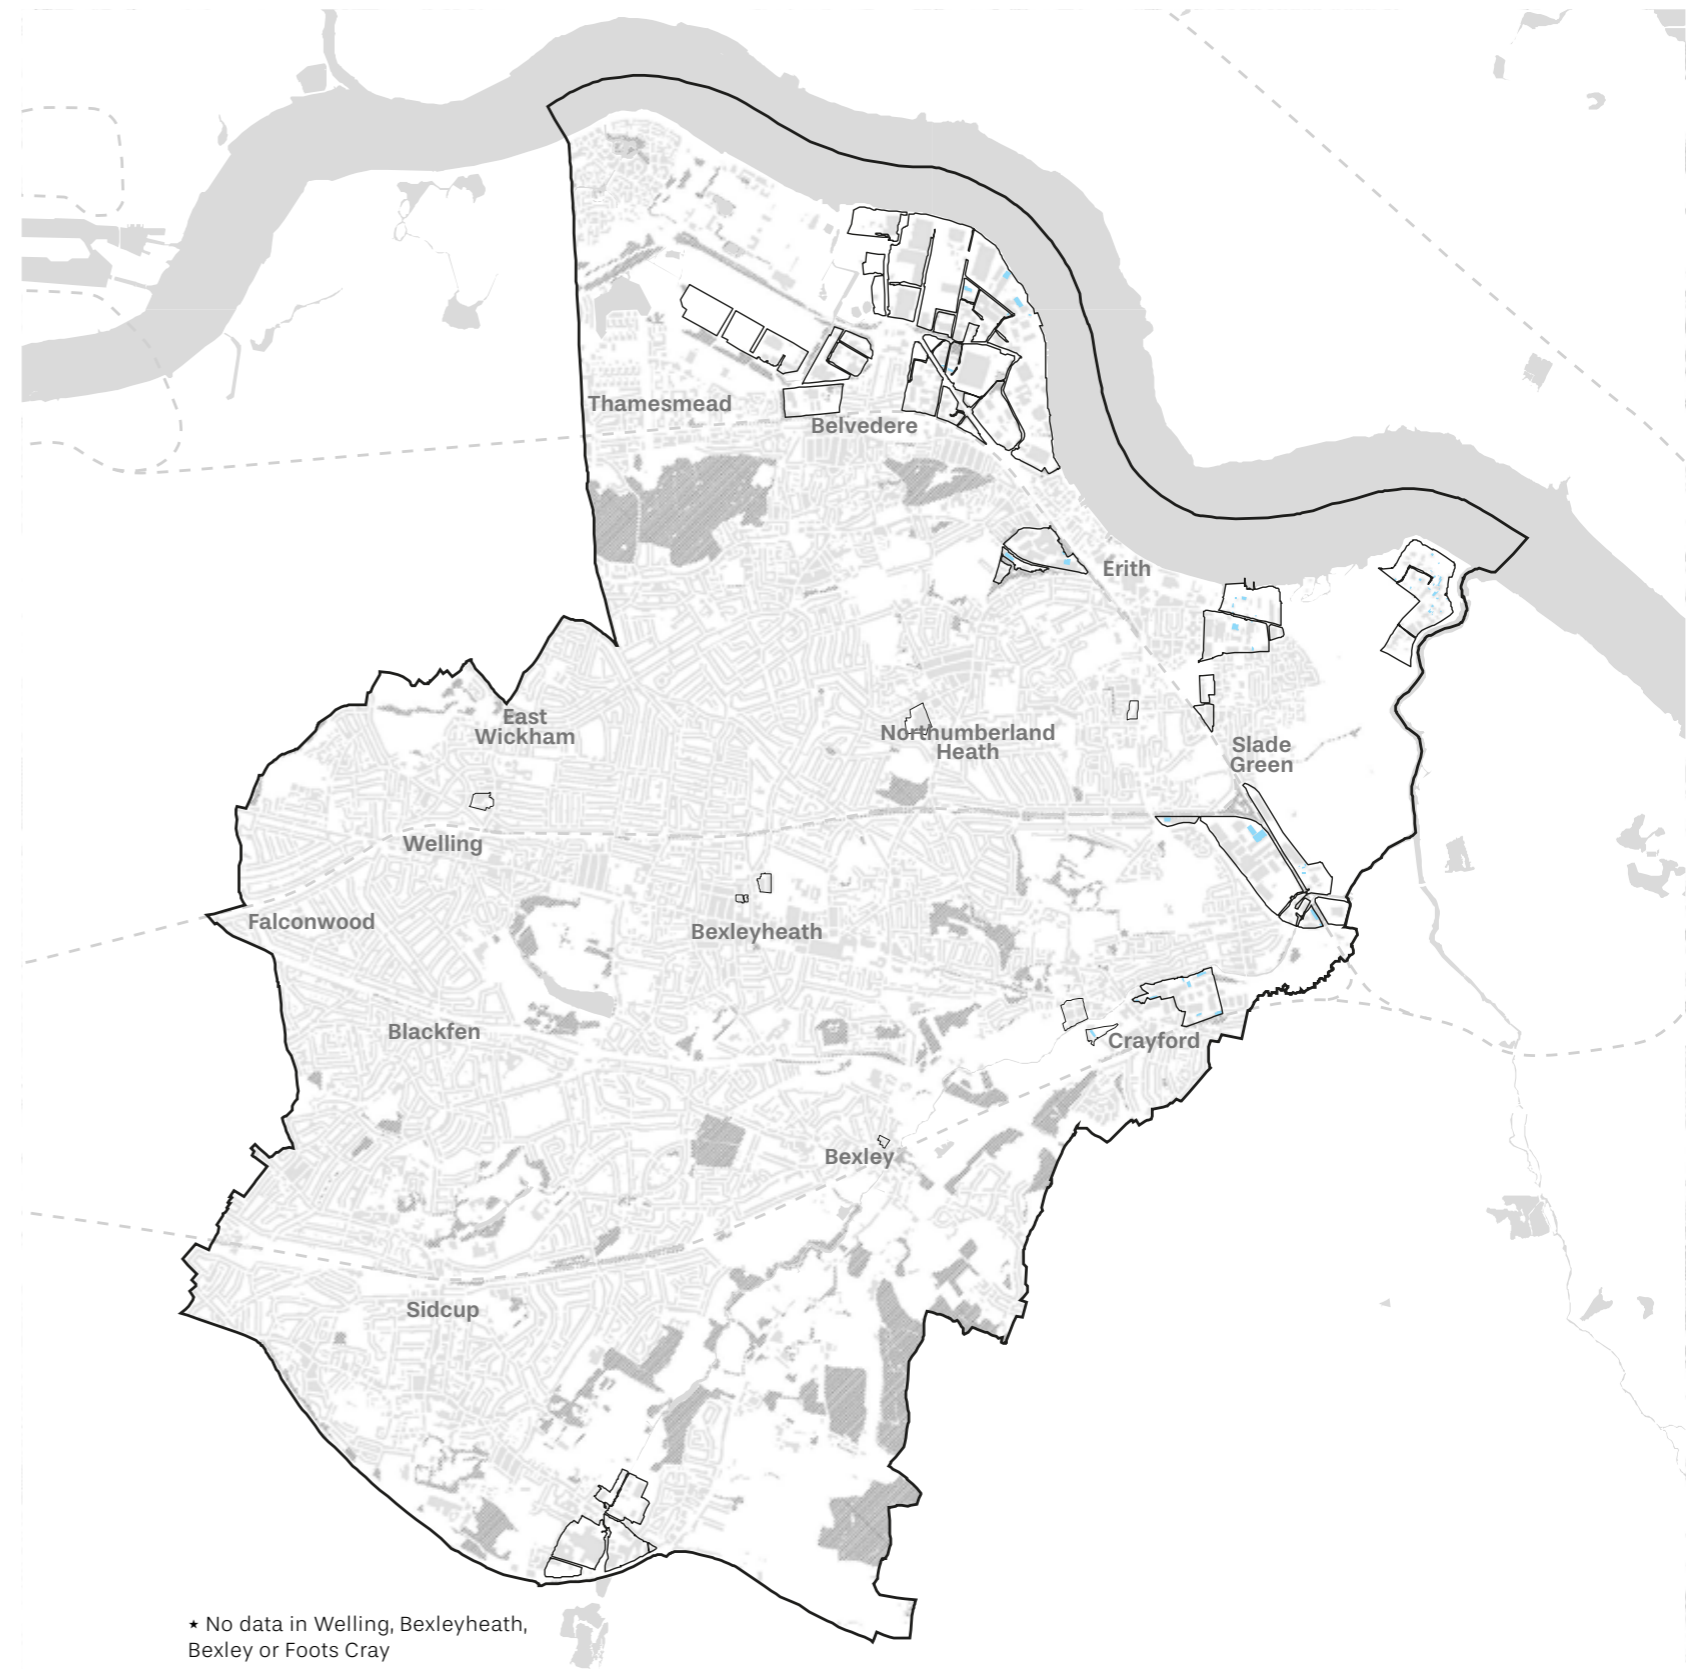 Thamesmead
Belvedere
Erith
East
Wickham
Northumberland
Heath
Slade
Green
Welling
Falconwood
Bexleyheath
Blackfen
Crayford
Bexley
Sidcup
★ No data in Welling, Bexleyheath,
Bexley or Foots Cray